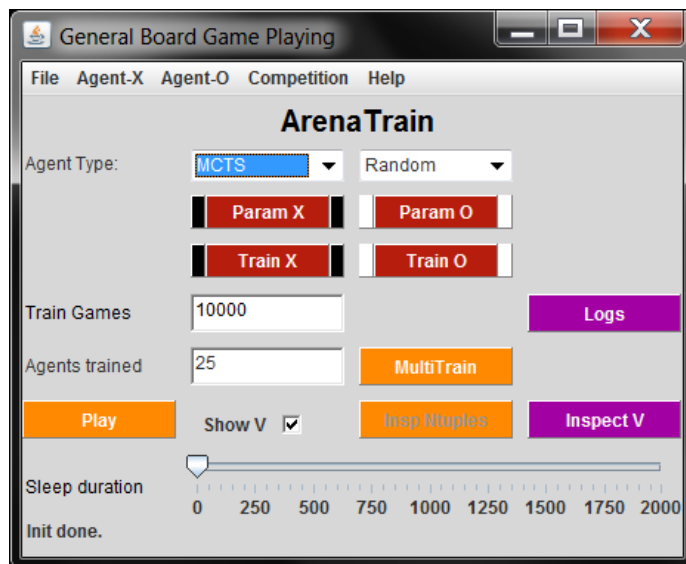 General Board Game Playing
File Agent-X Agent-O Competition Help
ArenaTrain
Agent Type: MCTS Random
Param X Param O
Train X Train O
Train Games 10000 Logs
Agents trained 25 MultiTrain
Play Show V Insp Ntuples Inspect V
Sleep duration
0 250 500 750 1000 1250 1500 1750 2000
Init done.